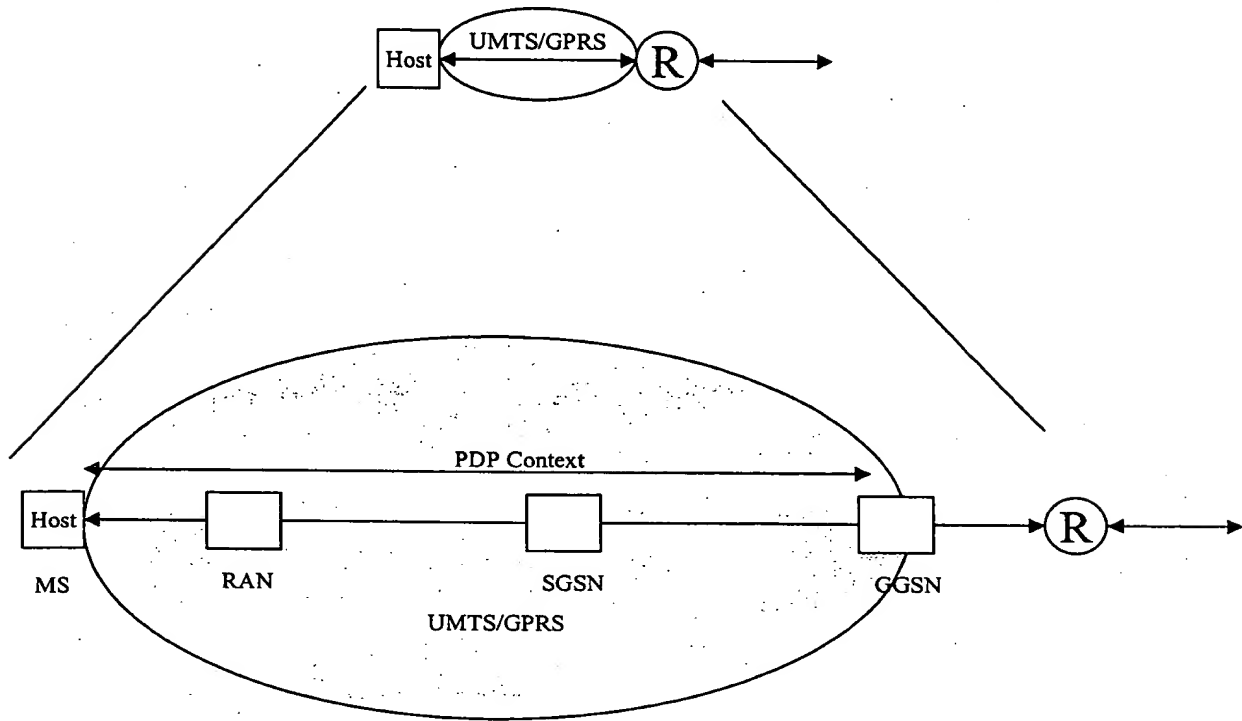 UMTS/GPRS
Host
R
PDP Context
Host
R
MS
RAN
SGSN
GGSN
UMTS/GPRS